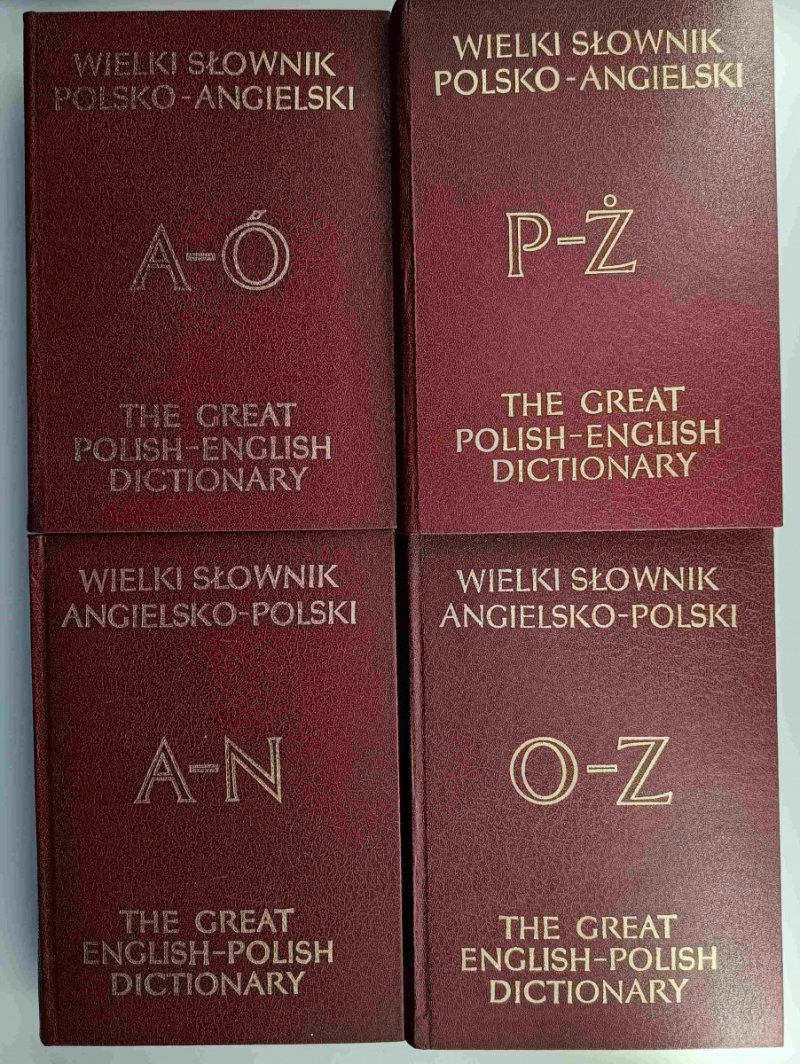 WIELKI SŁOWNIK
POLSKO-ANGIELSKI
A-Ó
THE GREAT
POLISH-ENGLISH
DICTIONARY
WIELKI SŁOWNIK
POLSKO-ANGIELSKI
P-Ż
THE GREAT
POLISH-ENGLISH
DICTIONARY
WIELKI SŁOWNIK
ANGIELSKO-POLSKI
A-N
THE GREAT
ENGLISH-POLISH
DICTIONARY
WIELKI SŁOWNIK
ANGIELSKO-POLSKI
O-Z
THE GREAT
ENGLISH-POLISH
DICTIONARY